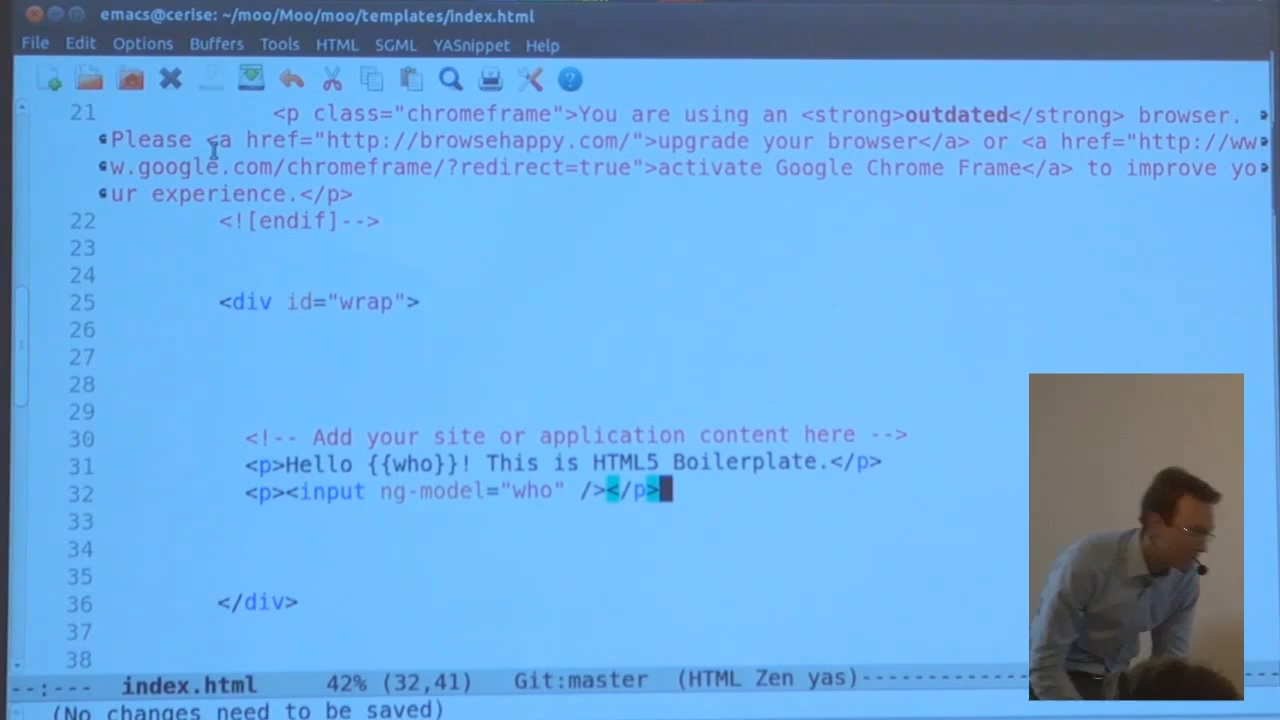 emacs@cerise: ~/moo/Moo/moo/templates/index.html
File Edit Options Buffers Tools HTML SGML YASnippet Help
21 <p class="chromeframe">You are using an <strong>outdated</strong> browser.
Please <a href="http://browsehappy.com/">upgrade your browser</a> or <a href="http://ww
w.google.com/chromeframe/?redirect=true">activate Google Chrome Frame</a> to improve yo
ur experience.</p>
22 <![endif]-->
23
24
25 <div id="wrap">
26
27
28
29
30 <!-- Add your site or application content here -->
31 <p>Hello {{who}}! This is HTML5 Boilerplate.</p>
32 <p><input ng-model="who" /></p>
33
34
35
36 </div>
37
38
--:--- index.html 42% (32,41) Git:master (HTML Zen yas)------------
(No changes need to be saved)